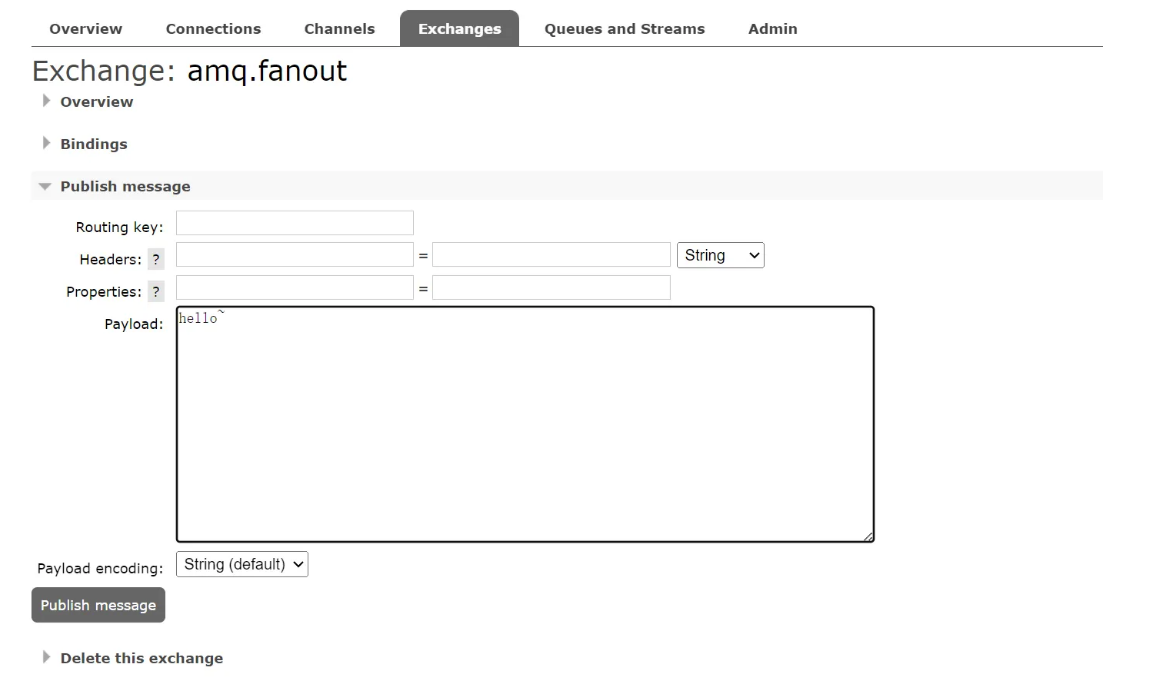 Overview Connections Channels Exchanges Queues and Streams Admin
Exchange: amq.fanout
Overview
Bindings
Publish message
Routing key:
Headers: ? = String
Properties: ? =
Payload: hello~
Payload encoding: String (default)
Publish message
Delete this exchange